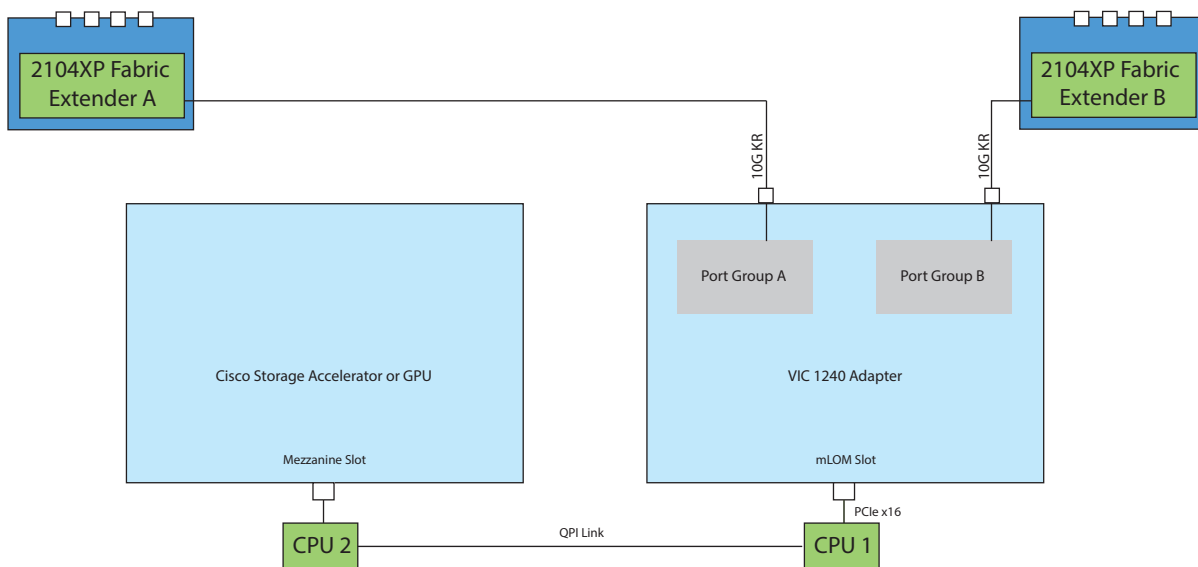 2104XP Fabric
Extender A
2104XP Fabric
Extender B
10G KR
10G KR
Port Group A
Port Group B
Cisco Storage Accelerator or GPU
VIC 1240 Adapter
Mezzanine Slot
mLOM Slot
PCIe x16
CPU 2
QPI Link
CPU 1